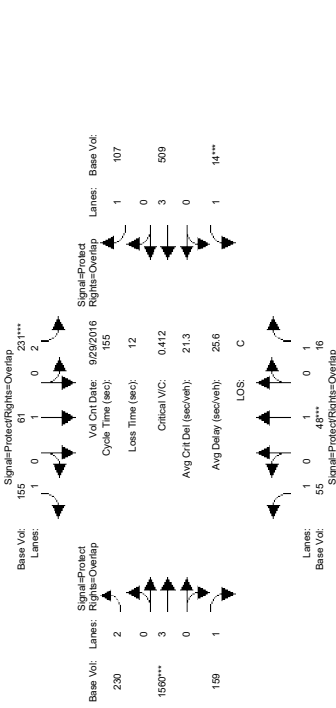 Signal=Protect/Rights=Overlap
Base Vol: 155 61 231***
Lanes: 1 0 1 0 2
Signal=Protect Signal=Protect
Base Vol: Lanes: Rights=Overlap Vol Cnt Date: 9/29/2016 Rights=Overlap Lanes: Base Vol:
230 2 Cycle Time (sec): 155 1 107
0 Loss Time (sec): 12 0
1560*** 3 Critical V/C: 0.412 3 509
0 Avg Crit Del (sec/veh): 21.3 0
159 1 Avg Delay (sec/veh): 25.6 1 14***
LOS: C
Lanes: 1 0 1 0 1
Base Vol: 55 48*** 16
Signal=Protect/Rights=Overlap